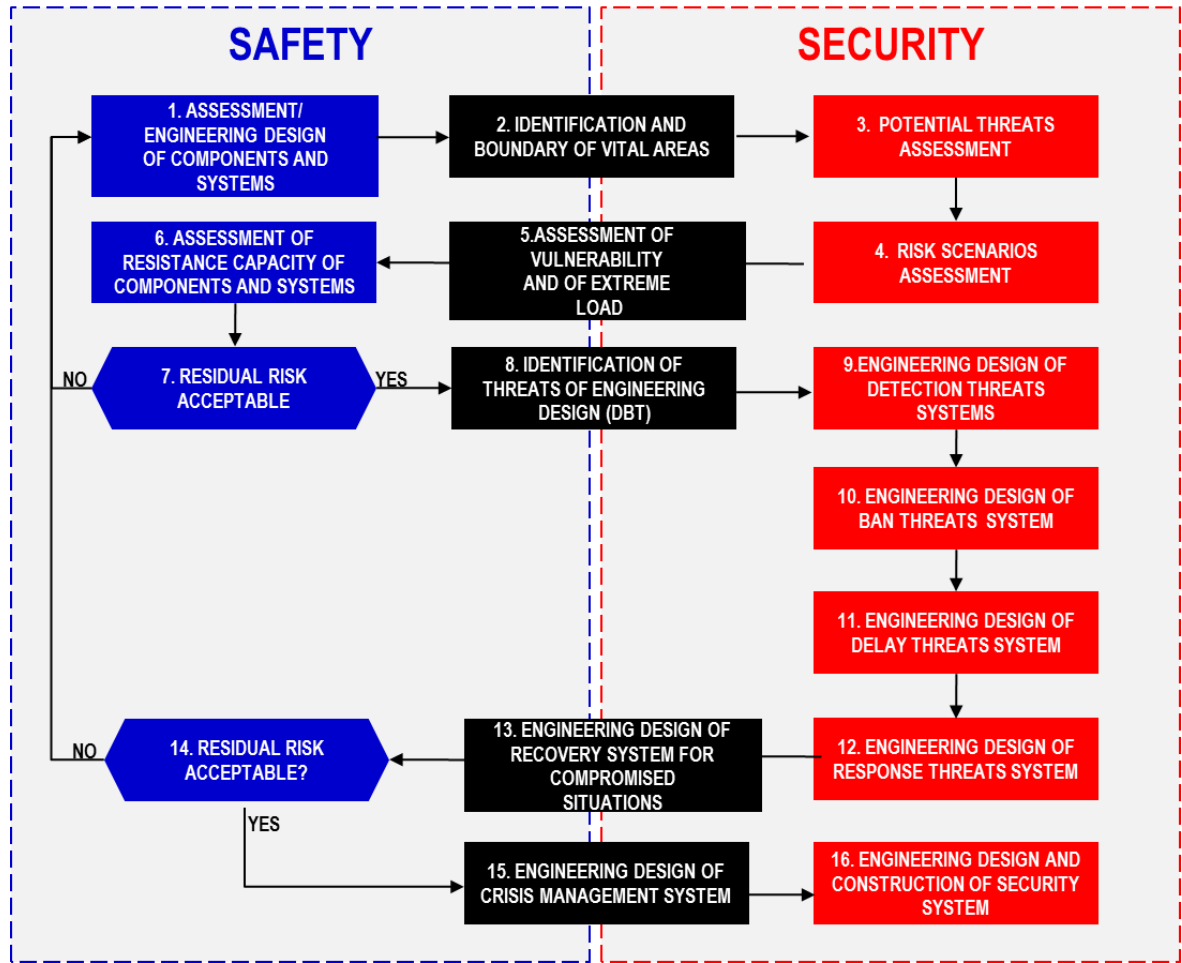 SAFETY
SECURITY
1. ASSESSMENT/
ENGINEERING DESIGN
OF COMPONENTS AND
SYSTEMS
2. IDENTIFICATION AND
BOUNDARY OF VITAL AREAS
3. POTENTIAL THREATS
ASSESSMENT
6. ASSESSMENT OF
RESISTANCE CAPACITY OF
COMPONENTS AND SYSTEMS
5.ASSESSMENT OF
VULNERABILITY
AND OF EXTREME
LOAD
4. RISK SCENARIOS
ASSESSMENT
NO
7. RESIDUAL RISK
ACCEPTABLE
YES
8. IDENTIFICATION OF
THREATS OF ENGINEERING
DESIGN (DBT)
9.ENGINEERING DESIGN OF
DETECTION THREATS
SYSTEMS
10. ENGINEERING DESIGN OF
BAN THREATS SYSTEM
11. ENGINEERING DESIGN OF
DELAY THREATS SYSTEM
NO
14. RESIDUAL RISK
ACCEPTABLE?
13. ENGINEERING DESIGN OF
RECOVERY SYSTEM FOR
COMPROMISED
SITUATIONS
12. ENGINEERING DESIGN OF
RESPONSE THREATS SYSTEM
YES
15. ENGINEERING DESIGN OF
CRISIS MANAGEMENT SYSTEM
16. ENGINEERING DESIGN AND
CONSTRUCTION OF SECURITY
SYSTEM